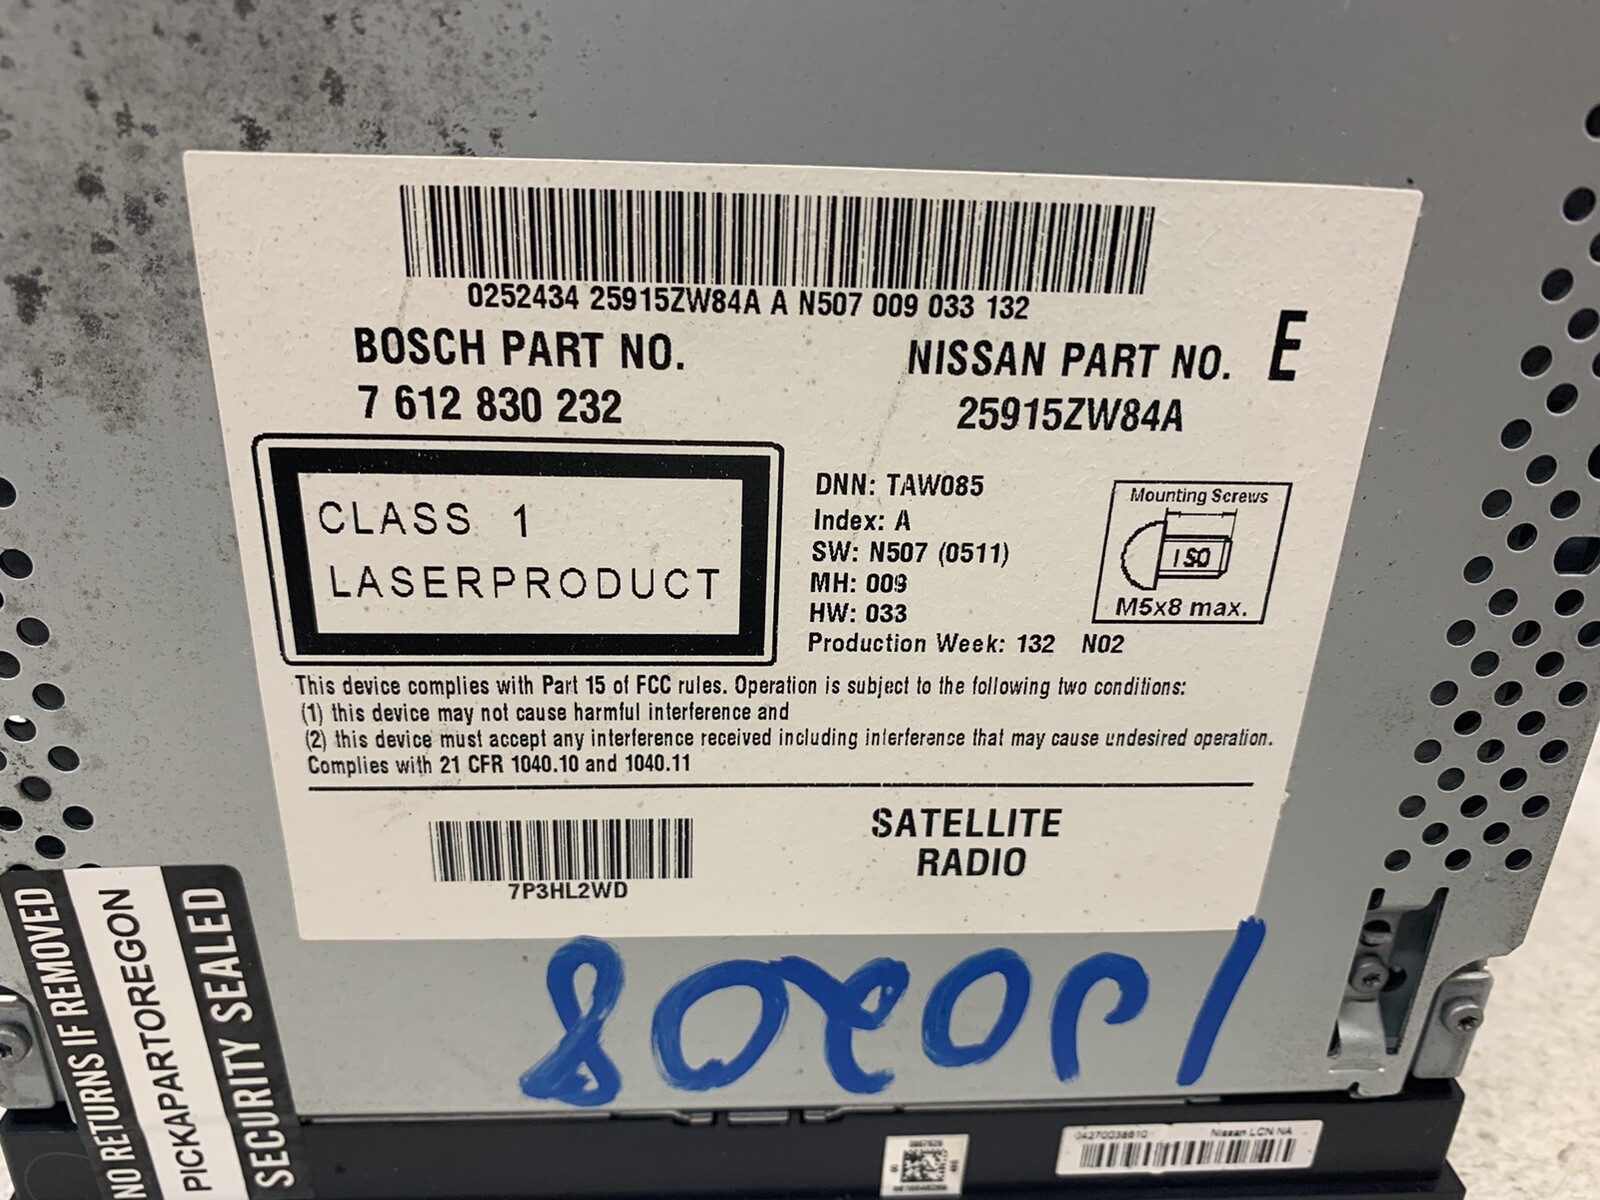 0252434 25915ZW84A A N507 009 033 132
BOSCH PART NO.
7 612 830 232
NISSAN PART NO. E
25915ZW84A
CLASS 1
LASERPRODUCT
DNN: TAW085
Index: A
SW: N507 (0511)
MH: 009
HW: 033
Production Week: 132 N02
Mounting Screws
ISO
M5x8 max.
This device complies with Part 15 of FCC rules. Operation is subject to the following two conditions:
(1) this device may not cause harmful interference and
(2) this device must accept any interference received including interference that may cause undesired operation.
Complies with 21 CFR 1040.10 and 1040.11
7P3HL2WD
SATELLITE
RADIO
NO RETURNS IF REMOVED
PICKAPARTOREGON
SECURITY SEALED
Nissan LCN NA